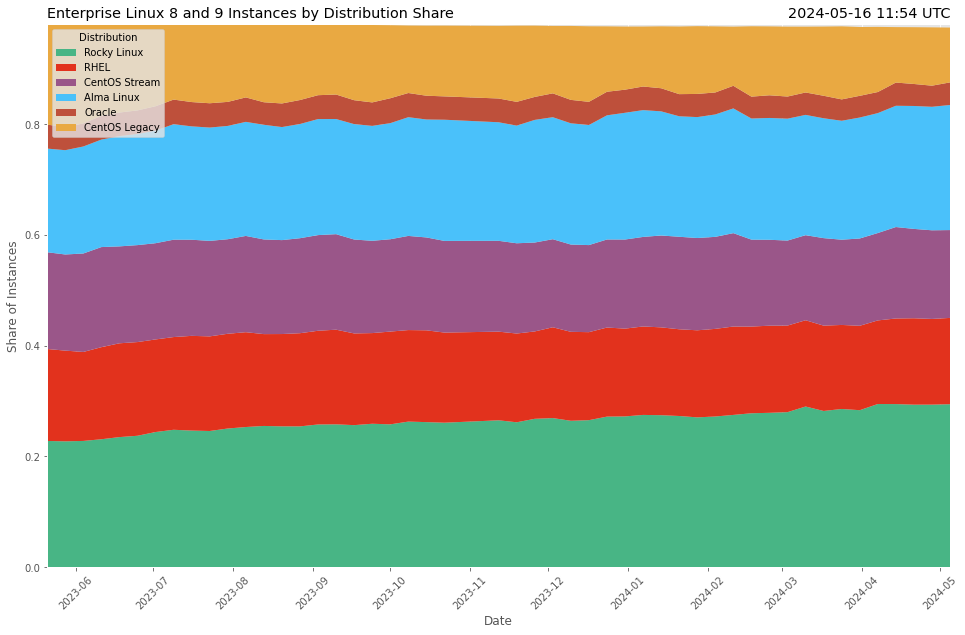 Enterprise Linux 8 and 9 Instances by Distribution Share
2024-05-16 11:54 UTC
Distribution
Rocky Linux
RHEL
CentOS Stream
Alma Linux
Oracle
CentOS Legacy
Share of Instances
0.8
0.6
0.4
0.2
0.0
2023-06
2023-07
2023-08
2023-09
2023-10
2023-11
2023-12
2024-01
2024-02
2024-03
2024-04
2024-05
Date